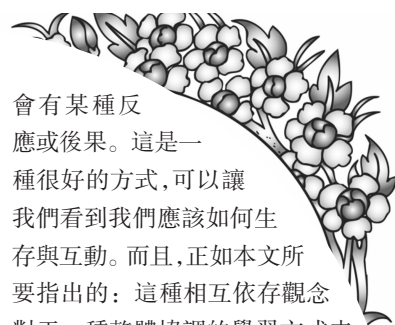 會有某種反
應或後果。這是一
種很好的方式,可以讓
我們看到我們應該如何生
存與互動。而且,正如本文所
要指出的:這種相互依存觀念